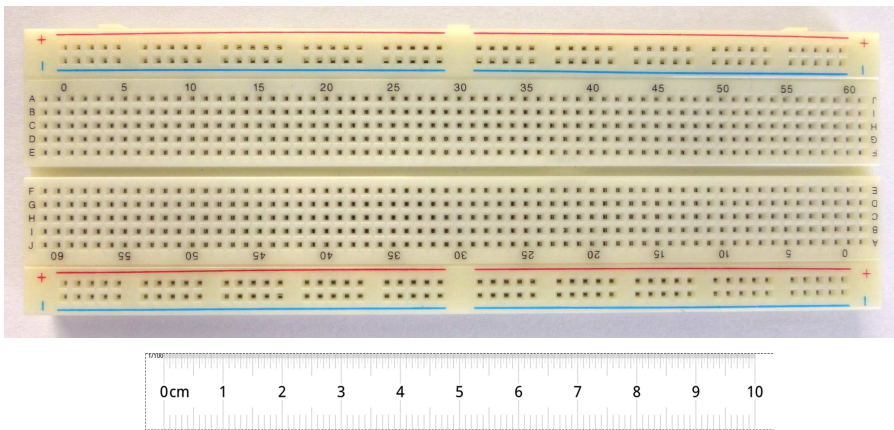 + +
| |
0 5 10 15 20 25 30 35 40 45 50 55 60
A J
B I
C H
D G
E F
F E
G D
H C
I B
J A
60 55 50 45 40 35 30 25 20 15 10 5 0
+ +
| |
0cm 1 2 3 4 5 6 7 8 9 10